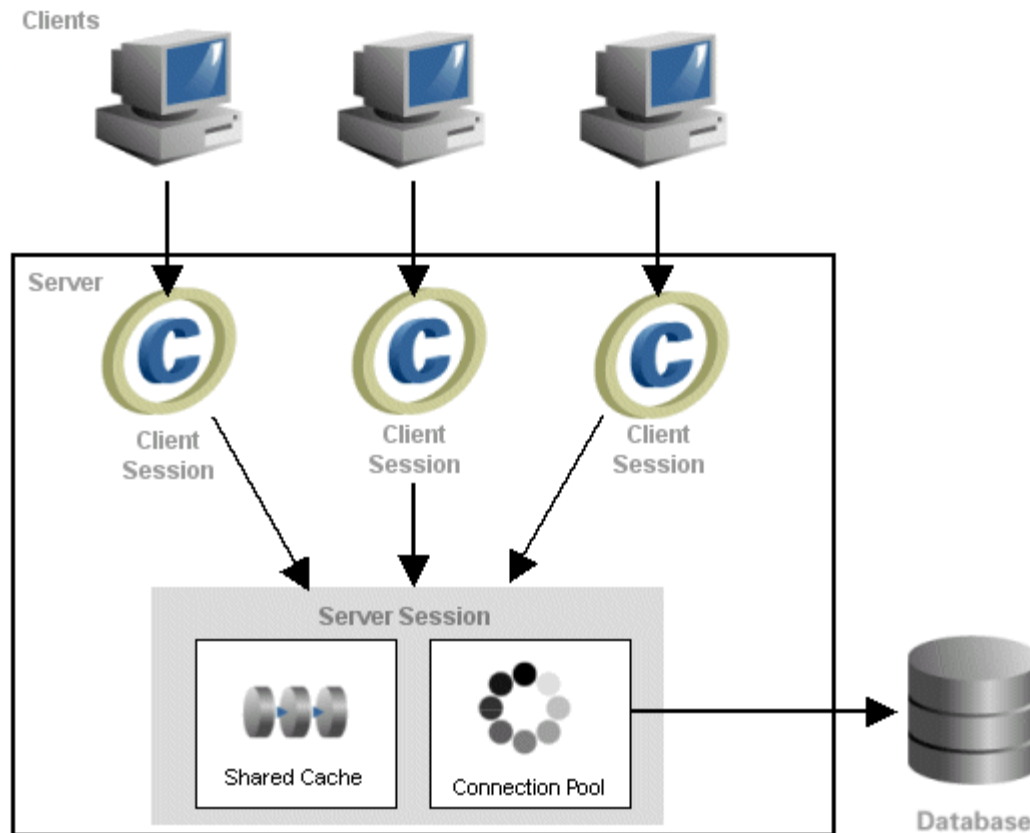 Clients
Server
C
C
C
Client
Session
Client
Session
Client
Session
Server Session
Shared Cache
Connection Pool
Database